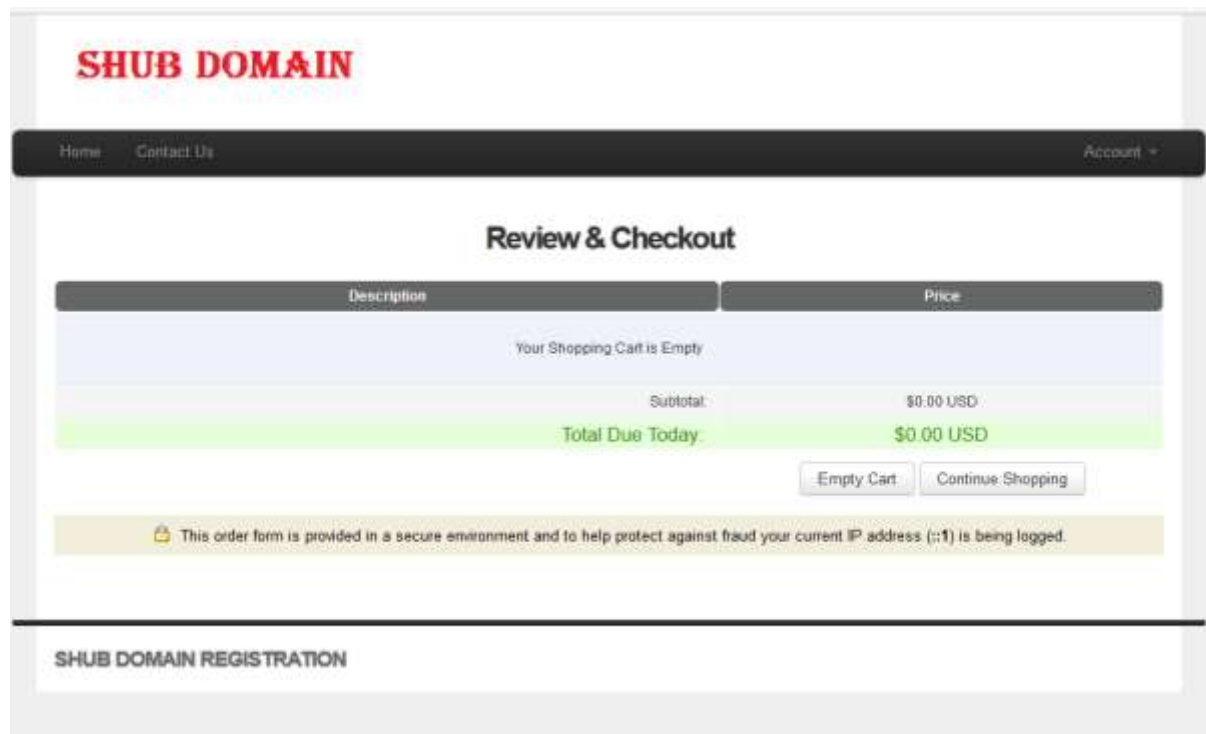 SHUB DOMAIN
Home Contact Us Account
Review & Checkout
Description Price
Your Shopping Cart is Empty
Subtotal: $0.00 USD
Total Due Today: $0.00 USD
Empty Cart Continue Shopping
This order form is provided in a secure environment and to help protect against fraud your current IP address (::1) is being logged.
SHUB DOMAIN REGISTRATION